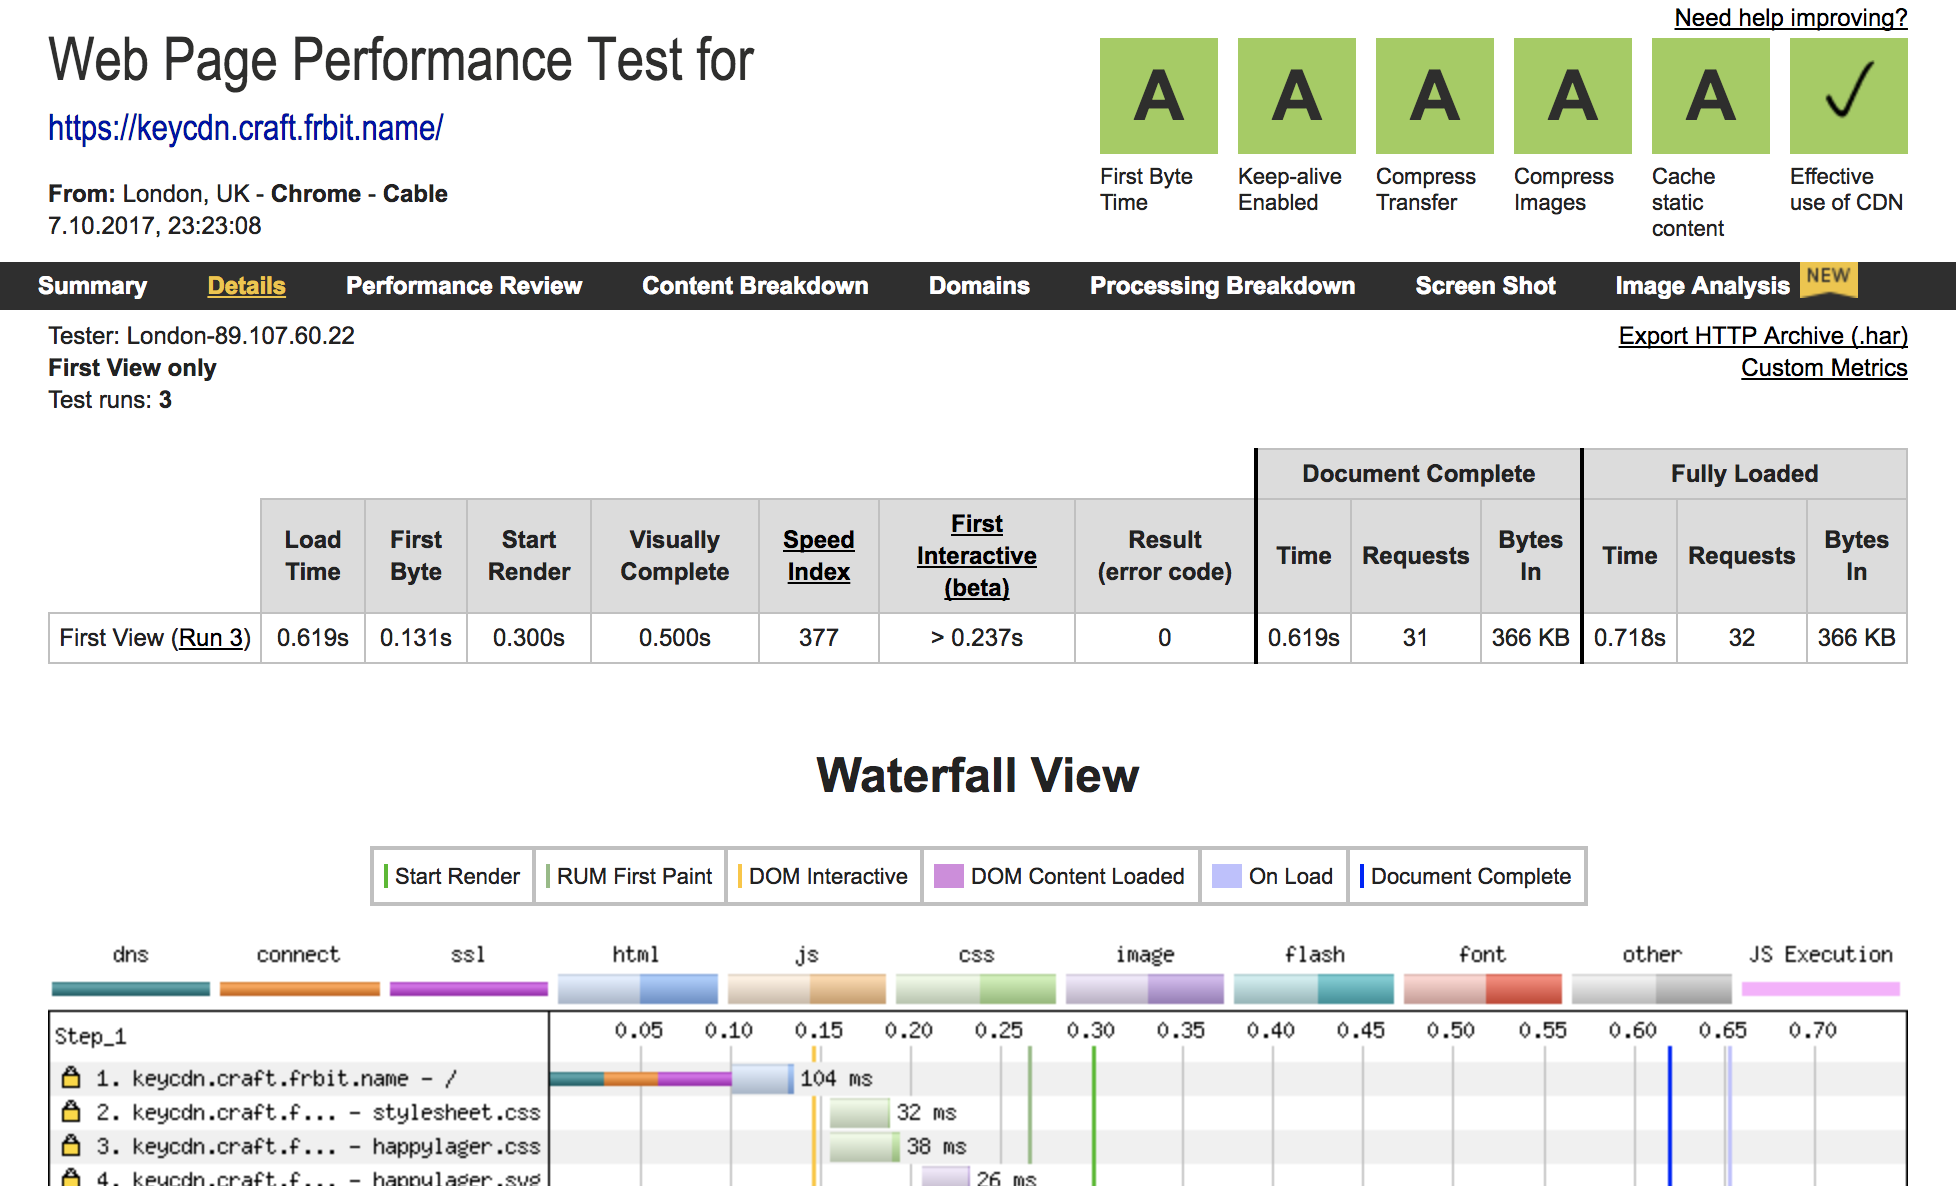 Need help improving?
Web Page Performance Test for
https://keycdn.craft.frbit.name/
From: London, UK - Chrome - Cable
7.10.2017, 23:23:08
A A A A A ✓
First Byte Time
Keep-alive Enabled
Compress Transfer
Compress Images
Cache static content
Effective use of CDN
Summary Details Performance Review Content Breakdown Domains Processing Breakdown Screen Shot Image Analysis NEW
Tester: London-89.107.60.22
First View only
Test runs: 3
Export HTTP Archive (.har)
Custom Metrics
Document Complete Fully Loaded
Load Time First Byte Start Render Visually Complete Speed Index First Interactive (beta) Result (error code) Time Requests Bytes In Time Requests Bytes In
First View (Run 3) 0.619s 0.131s 0.300s 0.500s 377 > 0.237s 0 0.619s 31 366 KB 0.718s 32 366 KB
Waterfall View
Start Render RUM First Paint DOM Interactive DOM Content Loaded On Load Document Complete
dns connect ssl html js css image flash font other JS Execution
Step_1 0.05 0.10 0.15 0.20 0.25 0.30 0.35 0.40 0.45 0.50 0.55 0.60 0.65 0.70
1. keycdn.craft.frbit.name - / 104 ms
2. keycdn.craft.f... - stylesheet.css 32 ms
3. keycdn.craft.f... - happylager.css 38 ms
4. keycdn.craft.f... - happylager.svg 26 ms